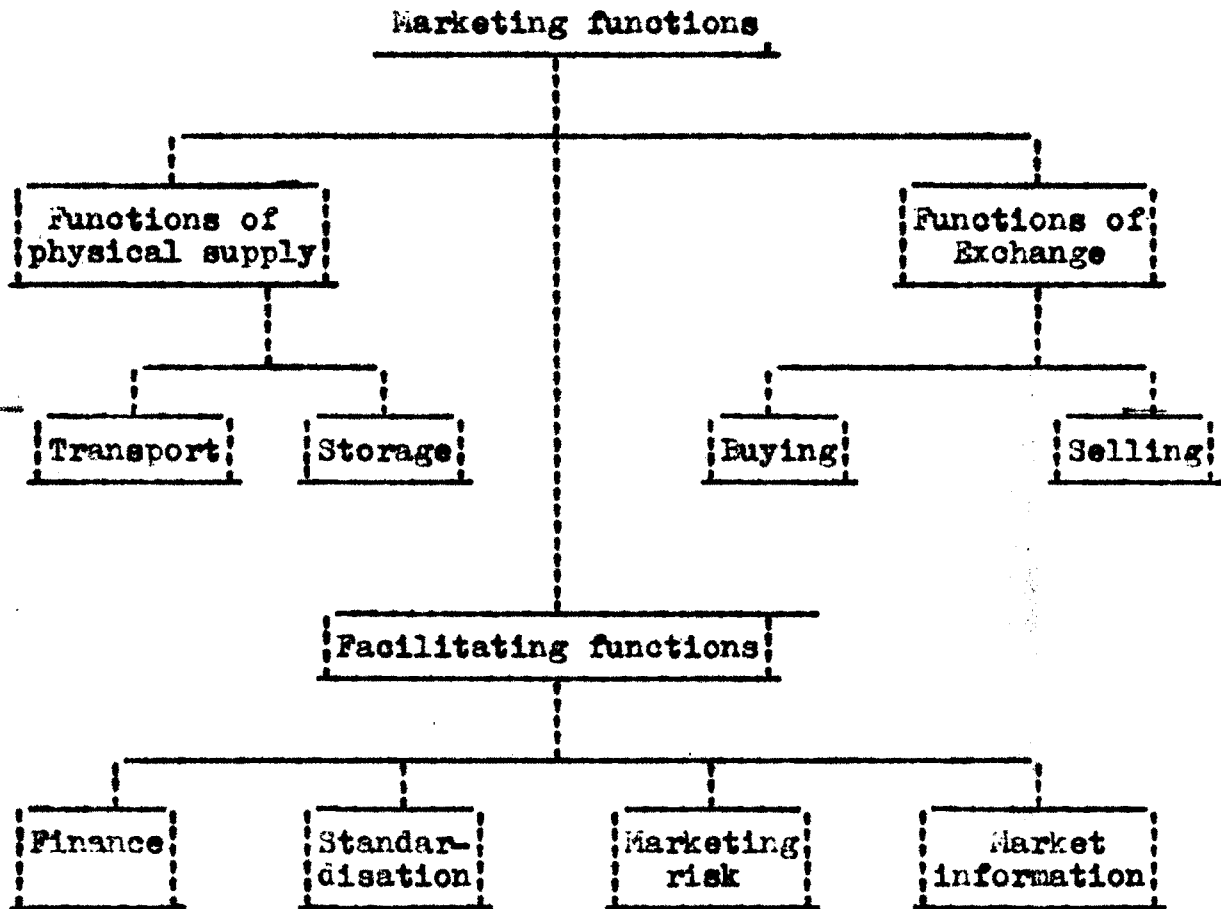 Marketing functions
Functions of
physical supply
Functions of
Exchange
Transport
Storage
Buying
Selling
Facilitating functions
Finance
Standar-
disation
Marketing
risk
Market
information